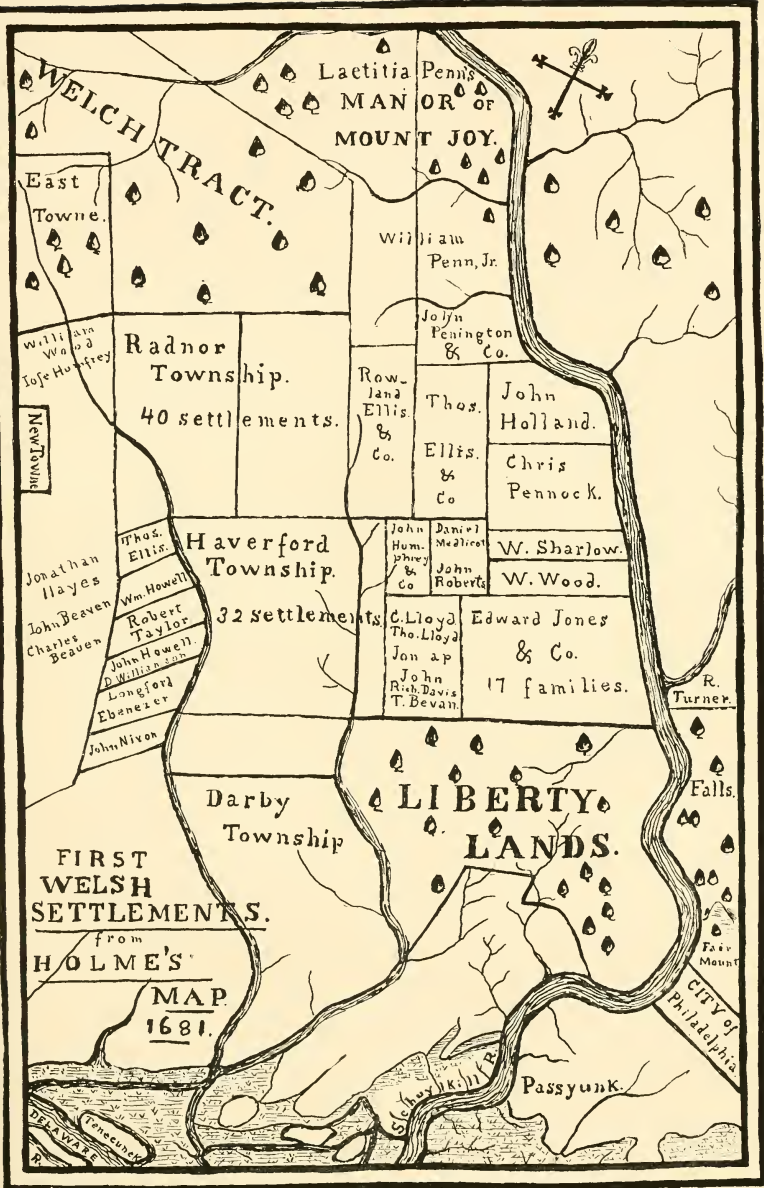 Laetitia Penn's
MANOR OF
MOUNT JOY.
WELCH TRACT.
East
Towne.
William
Penn, Jr.
John
Penington
& Co.
William
Wood
Jose Humfrey
Radnor
Township.
40 settlements.
Row-
land
Ellis.
&
Co.
Thos.
Ellis.
&
Co
John
Holland.
Chris
Pennock.
New Towne
W. Sharlow.
W. Wood.
Thos.
Ellis.
Haverford
Township.
32 settlements
John
Hum-
phrey
&
Co
Daniel
Medlicot
John
Roberts
Jonathan
Hayes
John Beaven
Charles
Beaven
Wm. Howell
Robert
Taylor
John Howell.
D. William son
Longford
Ebenezer
John Nixon
C. Lloyd
Tho. Lloyd
Jon ap
John
Rich. Davis
T. Bevan.
Edward Jones
& Co.
17 families.
R.
Turner.
Falls.
LIBERTY
LANDS.
Darby
Township
Fair
Mount
CITY of
Philadelphia
FIRST
WELSH
SETTLEMENTS.
from
HOLME'S
MAP.
1681.
Schuylkill R.
Passyunk.
DELAWARE
R.
Tenecunck